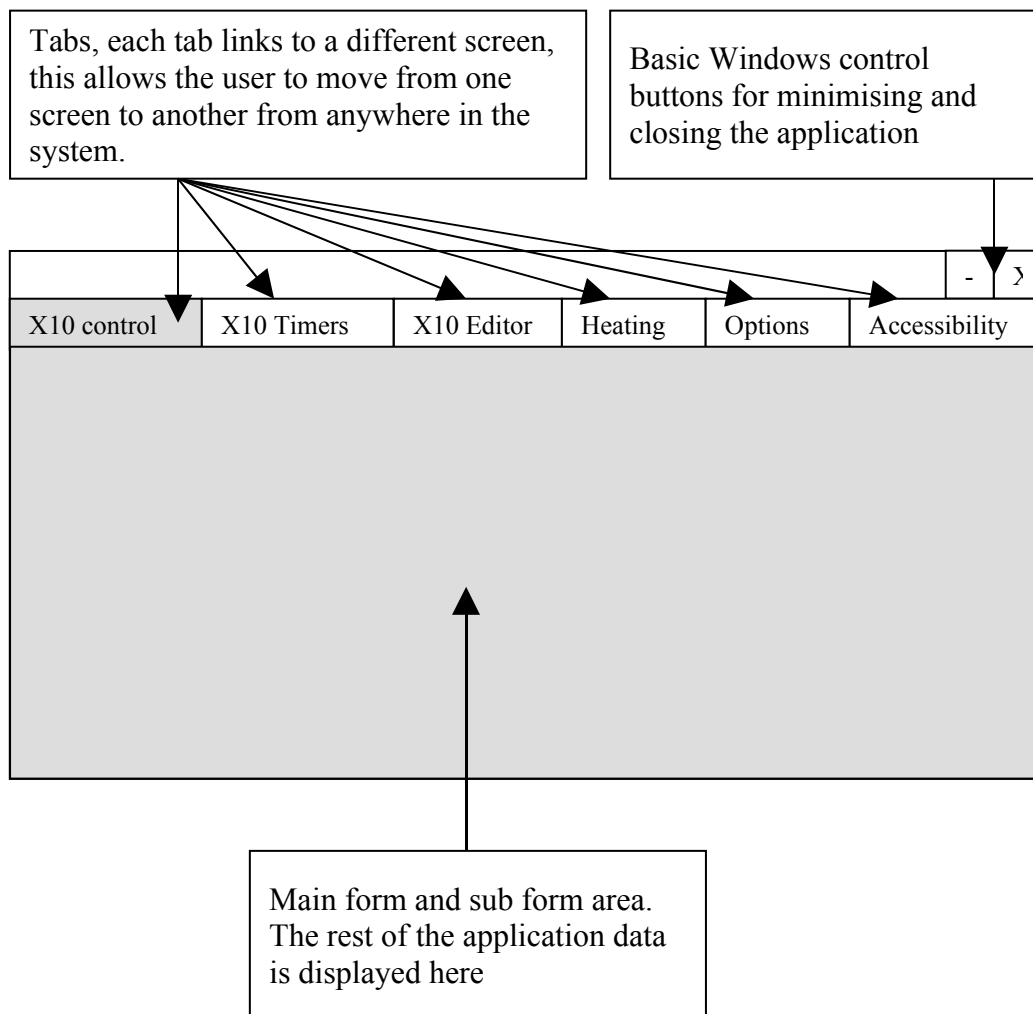 Tabs, each tab links to a different screen,
this allows the user to move from one
screen to another from anywhere in the
system.
Basic Windows control
buttons for minimising and
closing the application
- X
X10 control X10 Timers X10 Editor Heating Options Accessibility
Main form and sub form area.
The rest of the application data
is displayed here